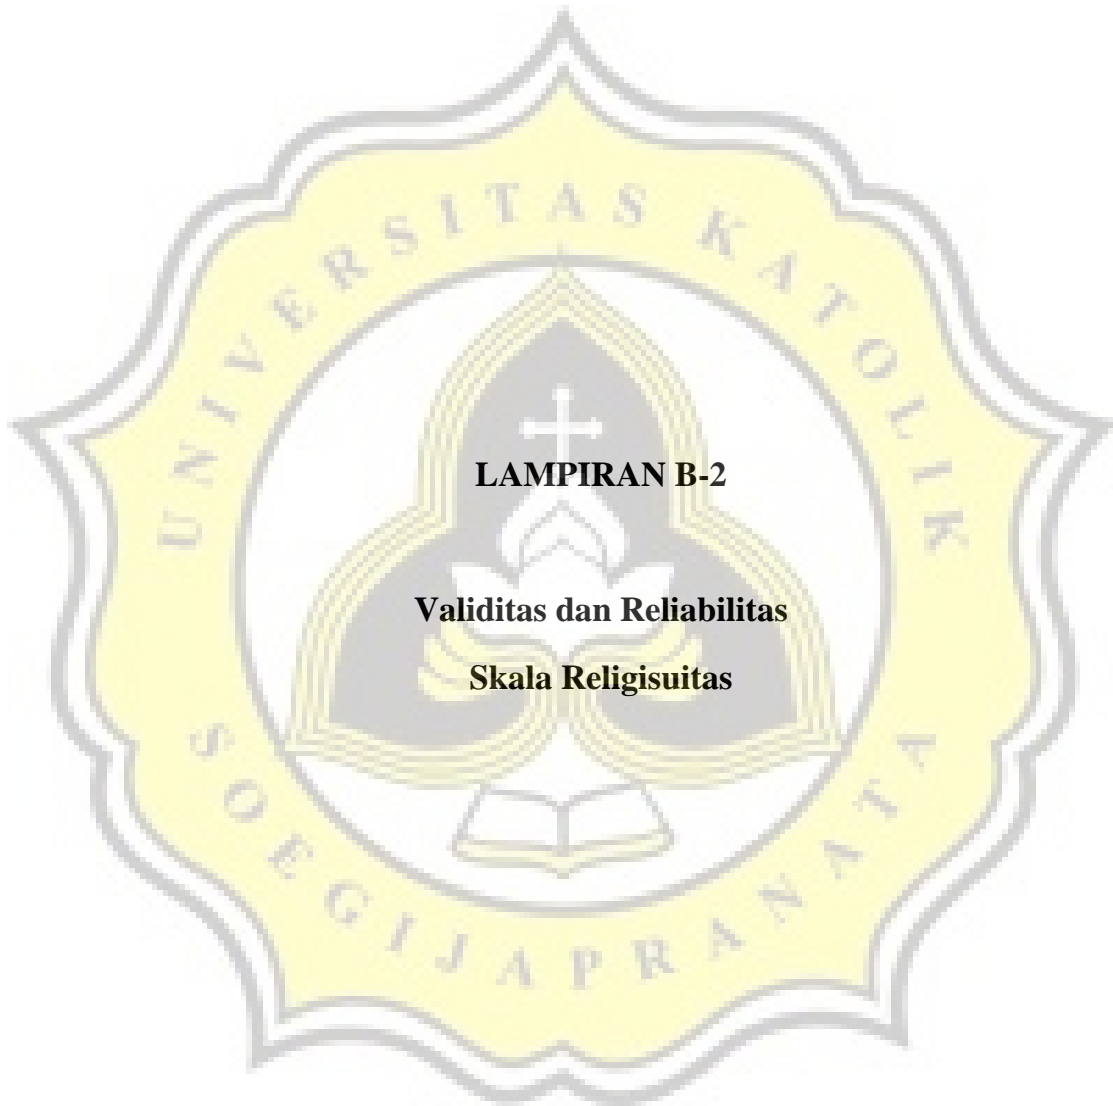 UNIVERSITAS KATOLIK
LAMPIRAN B-2
Validitas dan Reliabilitas
Skala Religisuitas
SOEGIJAPRANATA